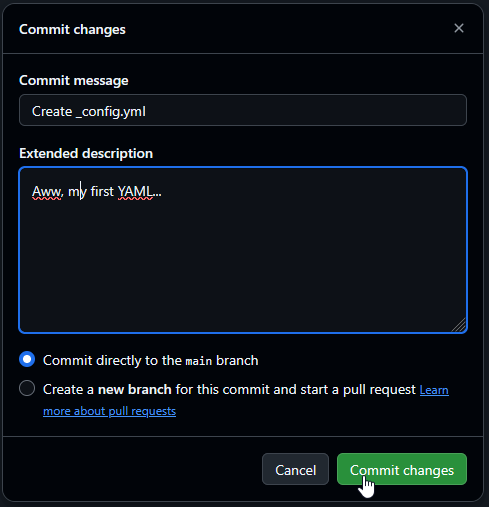 Commit changes
Commit message
Create _config.yml
Extended description
Aww, my first YAML...
Commit directly to the main branch
Create a new branch for this commit and start a pull request Learn
more about pull requests
Cancel
Commit changes